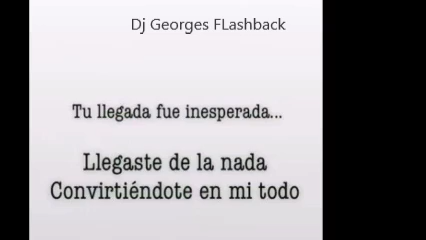 Dj Georges FLashback
Tu llegada fue inesperada...
Llegaste de la nada
Convirtiéndote en mi todo